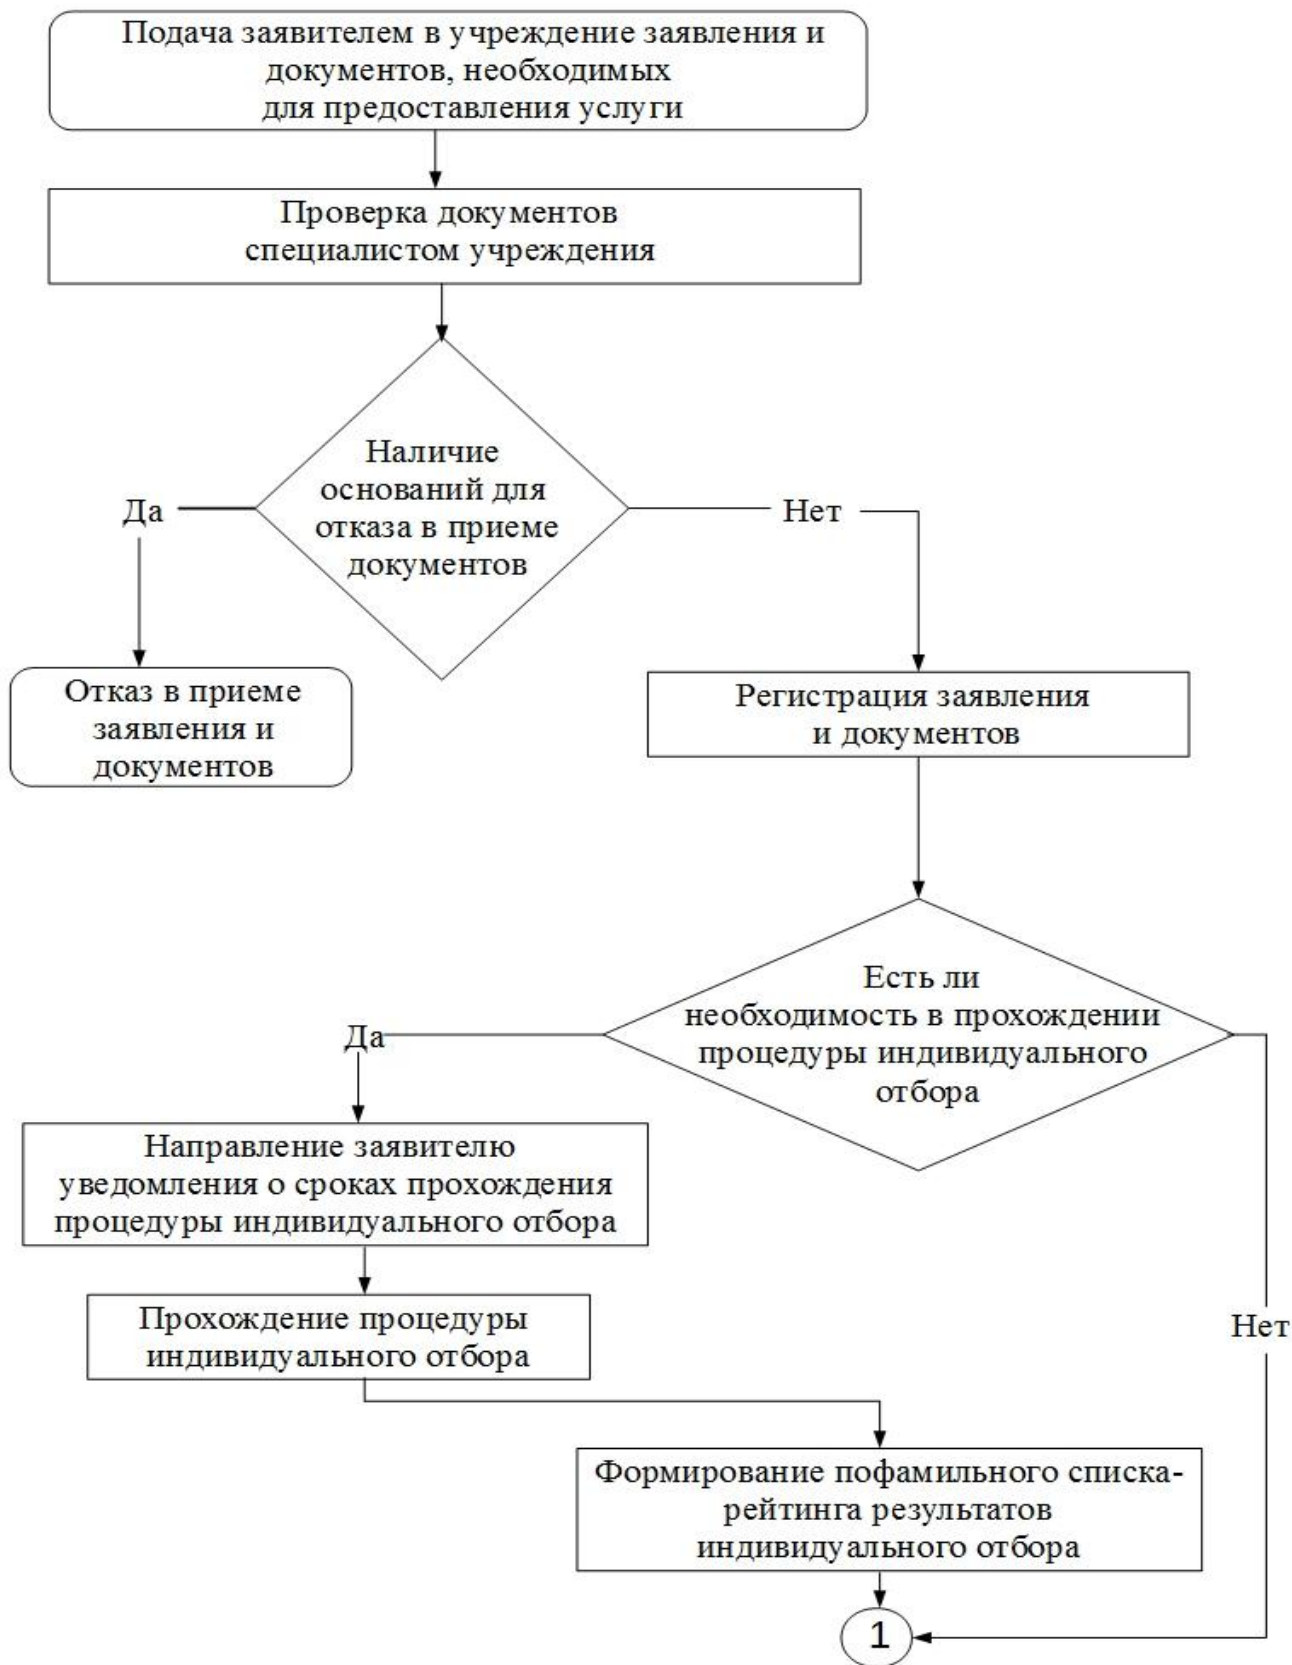 Подача заявителем в учреждение заявления и
документов, необходимых
для предоставления услуги
Проверка документов
специалистом учреждения
Наличие
оснований для
отказа в приеме
документов
Да
Нет
Отказ в приеме
заявления и
документов
Регистрация заявления
и документов
Есть ли
необходимость в прохождении
процедуры индивидуального
отбора
Да
Направление заявителю
уведомления о сроках прохождения
процедуры индивидуального отбора
Прохождение процедуры
индивидуального отбора
Нет
Формирование пофамильного списка-
рейтинга результатов
индивидуального отбора
1